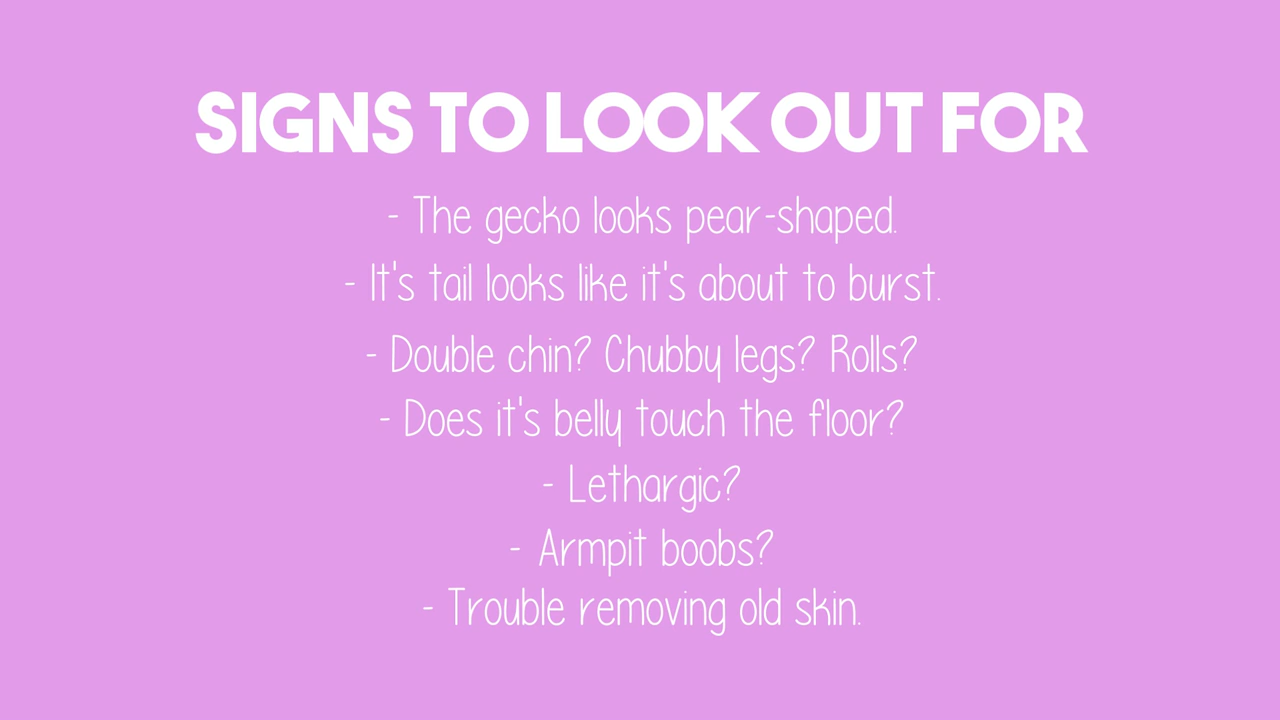 SIGNS TO LOOK OUT FOR
- The gecko looks pear-shaped.
- It's tail looks like it's about to burst.
- Double chin? Chubby legs? Rolls?
- Does it's belly touch the floor?
- Lethargic?
- Armpit boobs?
- Trouble removing old skin.